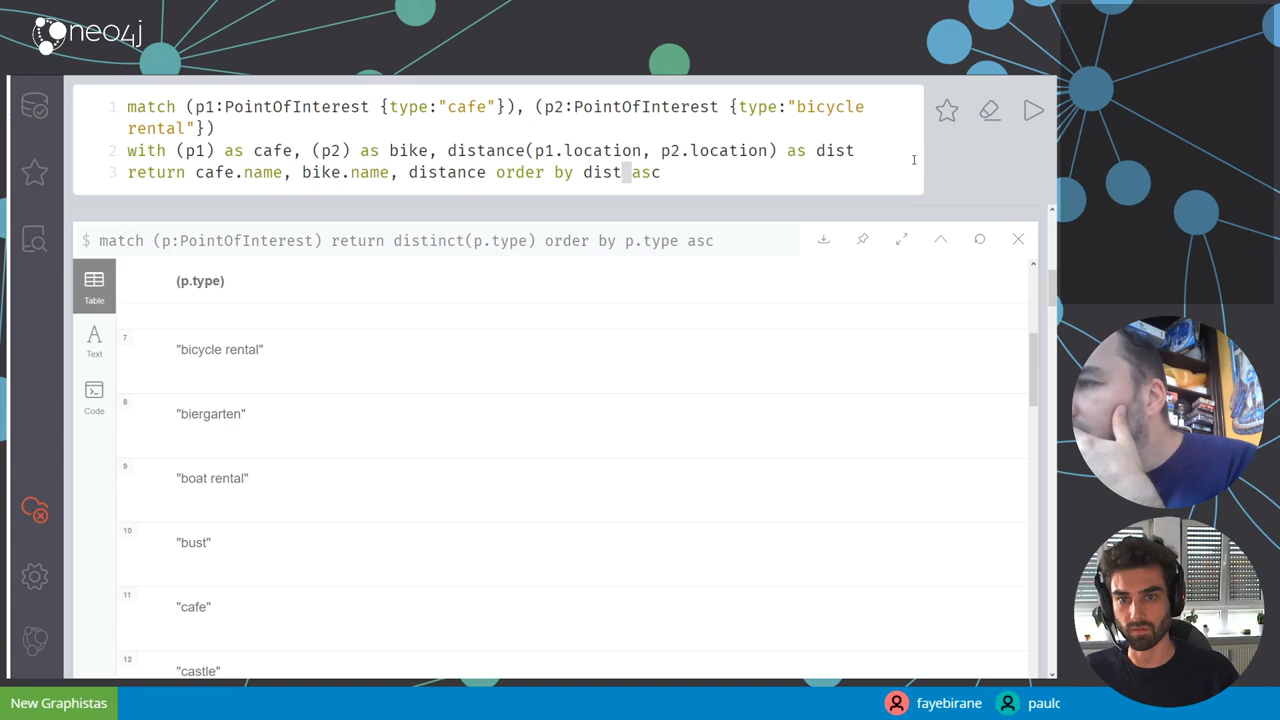 neo4j
1 match (p1:PointOfInterest {type:"cafe"}), (p2:PointOfInterest {type:"bicycle
rental"})
2 with (p1) as cafe, (p2) as bike, distance(p1.location, p2.location) as dist
3 return cafe.name, bike.name, distance order by dist asc
$ match (p:PointOfInterest) return distinct(p.type) order by p.type asc
Table
Text
Code
(p.type)
7 "bicycle rental"
8 "biergarten"
9 "boat rental"
10 "bust"
11 "cafe"
12 "castle"
New Graphistas
fayebirane
paulc